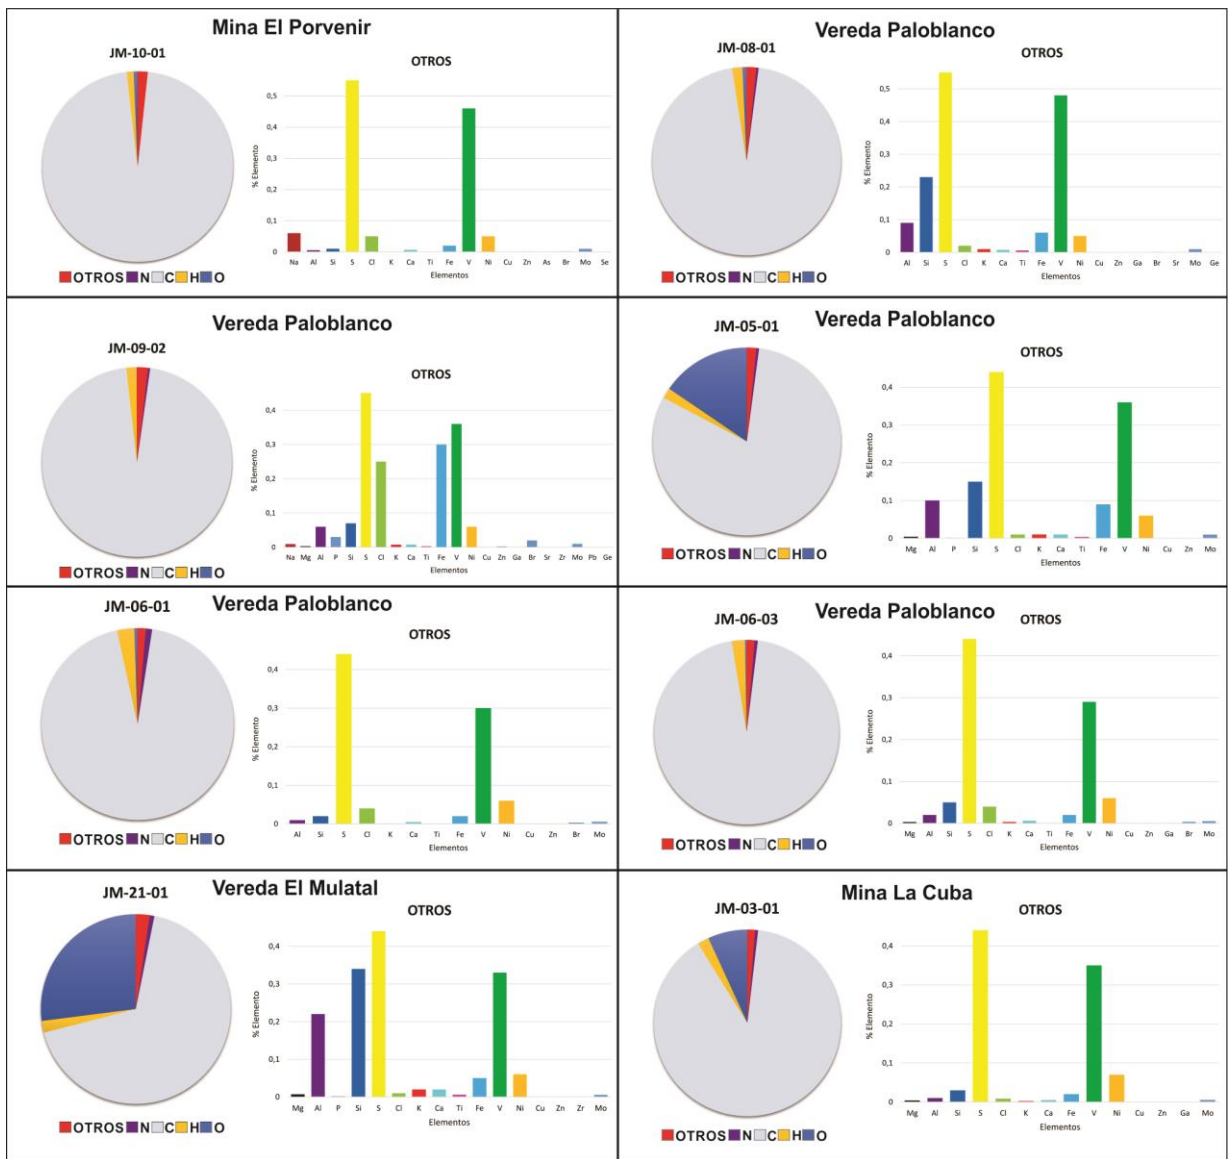 Mina El Porvenir
JM-10-01
OTROS
% Elemento
0,5
0,4
0,3
0,2
0,1
0
Na Al Si S Cl K Ca Ti Fe V Ni Cu Zn As Br Mo Se
Elementos
OTROS N C H O
Vereda Paloblanco
JM-08-01
OTROS
% Elemento
0,5
0,4
0,3
0,2
0,1
0
Al Si S Cl K Ca Ti Fe V Ni Cu Zn Ga Br Sr Mo Ge
Elementos
OTROS N C H O
Vereda Paloblanco
JM-09-02
OTROS
% Elemento
0,4
0,3
0,2
0,1
0
Na Mg Al P Si S Cl K Ca Ti Fe V Ni Cu Zn Ga Br Sr Zr Mo Pb Ge
Elementos
OTROS N C H O
Vereda Paloblanco
JM-05-01
OTROS
% Elemento
0,4
0,3
0,2
0,1
0
Mg Al P Si S Cl K Ca Ti Fe V Ni Cu Zn Mo
Elementos
OTROS N C H O
Vereda Paloblanco
JM-06-01
OTROS
% Elemento
0,4
0,3
0,2
0,1
0
Al Si S Cl K Ca Ti Fe V Ni Cu Zn Br Mo
Elementos
OTROS N C H O
Vereda Paloblanco
JM-06-03
OTROS
% Elemento
0,4
0,3
0,2
0,1
0
Mg Al Si S Cl K Ca Ti Fe V Ni Cu Zn Ga Br Mo
Elementos
OTROS N C H O
Vereda El Mulatal
JM-21-01
OTROS
% Elemento
0,4
0,3
0,2
0,1
0
Mg Al P Si S Cl K Ca Ti Fe V Ni Cu Zn Zr Mo
Elementos
OTROS N C H O
Mina La Cuba
JM-03-01
OTROS
% Elemento
0,4
0,3
0,2
0,1
0
Mg Al Si S Cl K Ca Fe V Ni Cu Zn Ga Mo
Elementos
OTROS N C H O